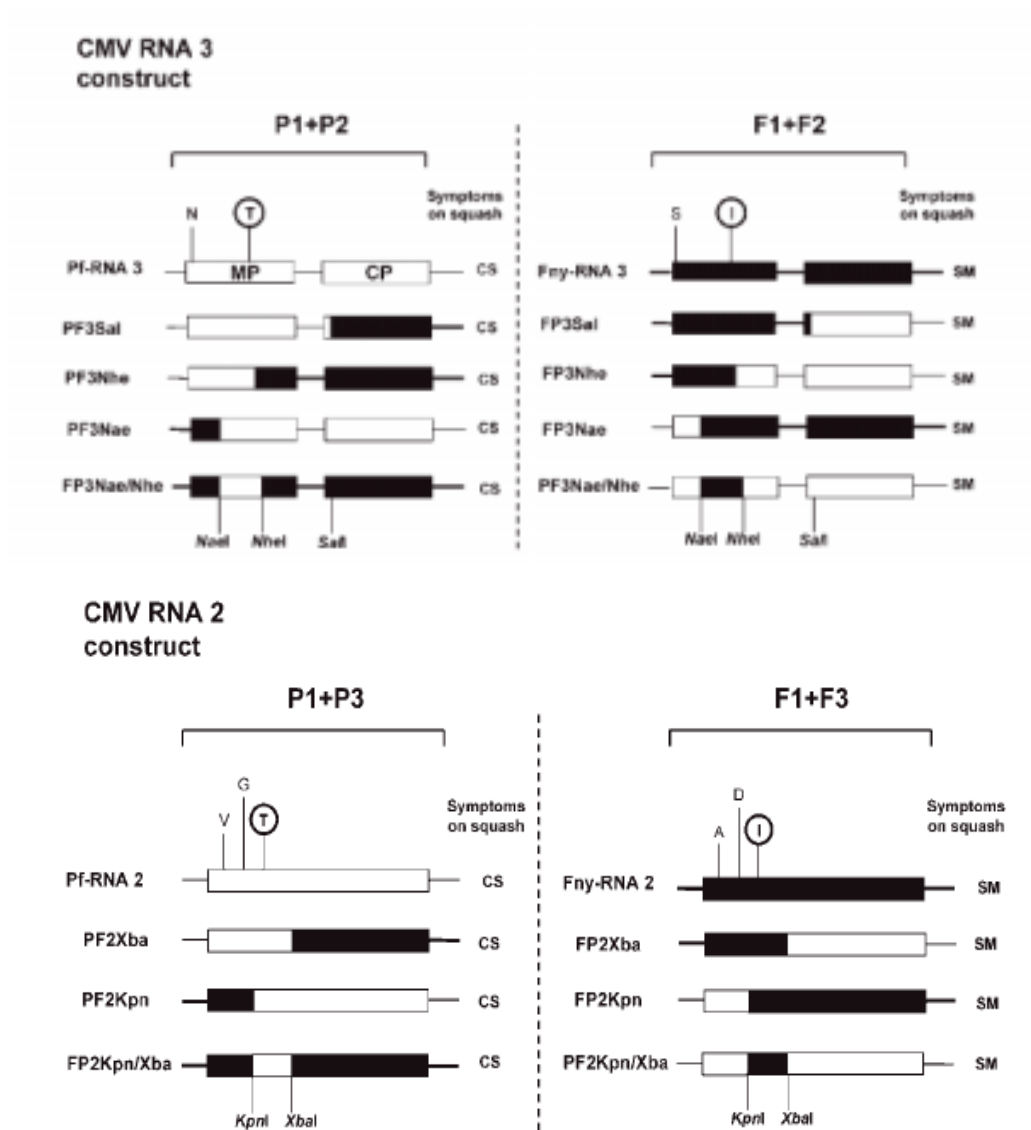 CMV RNA 3
construct
P1+P2
F1+F2
Symptoms
on squash
Symptoms
on squash
N
T
S
I
Pf-RNA 3
MP
CP
CS
Fny-RNA 3
SM
PF3Sal
CS
FP3Sal
SM
PF3Nhe
CS
FP3Nhe
SM
PF3Nae
CS
FP3Nae
SM
FP3Nae/Nhe
CS
PF3Nae/Nhe
SM
NaeI
NheI
SalI
NaeI
NheI
SalI
CMV RNA 2
construct
P1+P3
F1+F3
G
V
T
Symptoms
on squash
D
A
I
Symptoms
on squash
Pf-RNA 2
CS
Fny-RNA 2
SM
PF2Xba
CS
FP2Xba
SM
PF2Kpn
CS
FP2Kpn
SM
FP2Kpn/Xba
CS
PF2Kpn/Xba
SM
KpnI
XbaI
KpnI
XbaI